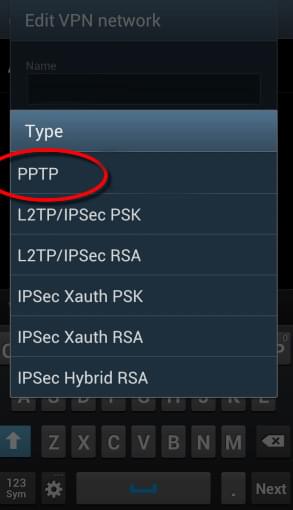 Edit VPN network
Name
Type
PPTP
L2TP/IPSec PSK
L2TP/IPSec RSA
IPSec Xauth PSK
IPSec Xauth RSA
IPSec Hybrid RSA
Z X C V B N M
123
Sym
.
Next